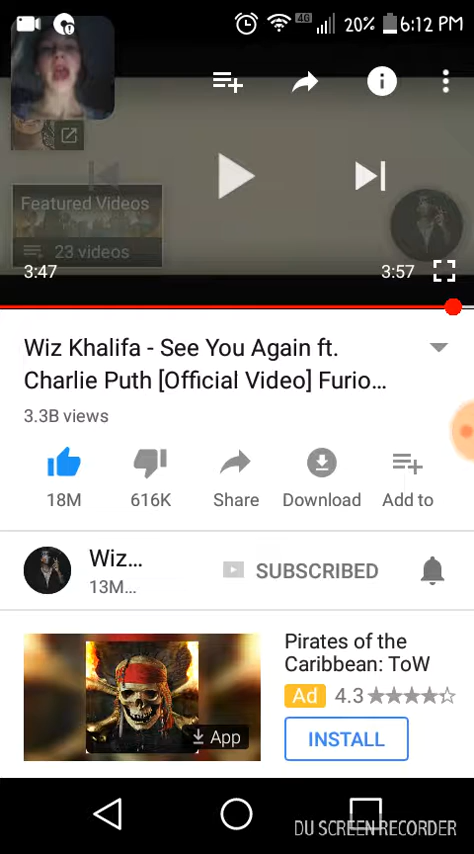 4G 20% 6:12 PM
Featured Videos
23 videos
3:47 3:57
Wiz Khalifa - See You Again ft.
Charlie Puth [Official Video] Furio...
3.3B views
18M 616K Share Download Add to
Wiz...
13M...
SUBSCRIBED
Pirates of the
Caribbean: ToW
Ad 4.3
App
INSTALL
DU SCREEN RECORDER